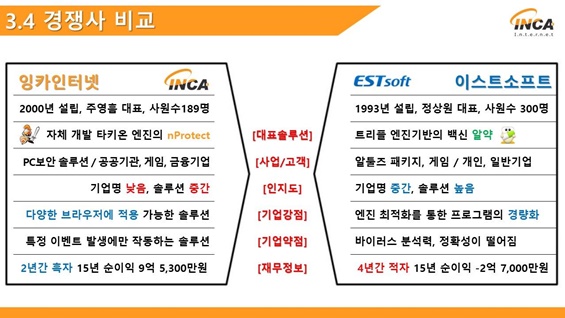 3.4 경쟁사 비교
INCA
Internet
잉카인터넷
INCA
2000년 설립, 주영흠 대표, 사원수189명
자체 개발 타키온 엔진의 nProtect
PC보안 솔루션 / 공공기관, 게임, 금융기업
기업명 낮음, 솔루션 중간
다양한 브라우저에 적용 가능한 솔루션
특정 이벤트 발생에만 작동하는 솔루션
2년간 흑자 15년 순이익 9억 5,300만원
[대표솔루션]
[사업/고객]
[인지도]
[기업강점]
[기업약점]
[재무정보]
ESTsoft 이스트소프트
1993년 설립, 정상원 대표, 사원수 300명
트리플 엔진기반의 백신 알약
알툴즈 패키지, 게임 / 개인, 일반기업
기업명 중간, 솔루션 높음
엔진 최적화를 통한 프로그램의 경량화
바이러스 분석력, 정확성이 떨어짐
4년간 적자 15년 순이익 -2억 7,000만원